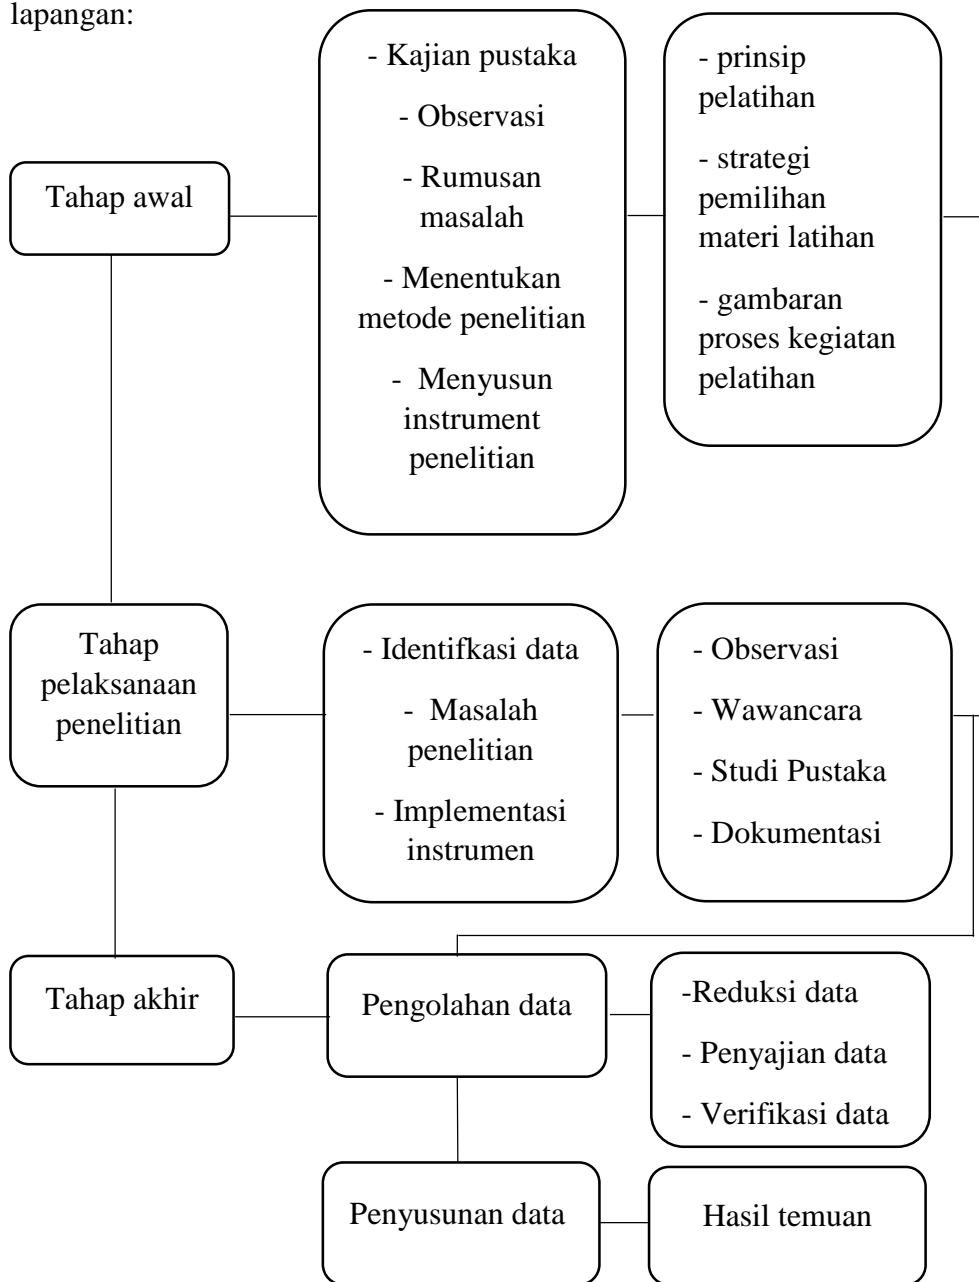 lapangan:
Tahap awal
- Kajian pustaka
- Observasi
- Rumusan
masalah
- Menentukan
metode penelitian
- Menyusun
instrument
penelitian
- prinsip
pelatihan
- strategi
pemilihan
materi latihan
- gambaran
proses kegiatan
pelatihan
Tahap
pelaksanaan
penelitian
- Identifkasi data
- Masalah
penelitian
- Implementasi
instrumen
- Observasi
- Wawancara
- Studi Pustaka
- Dokumentasi
Tahap akhir
Pengolahan data
-Reduksi data
- Penyajian data
- Verifikasi data
Penyusunan data
Hasil temuan